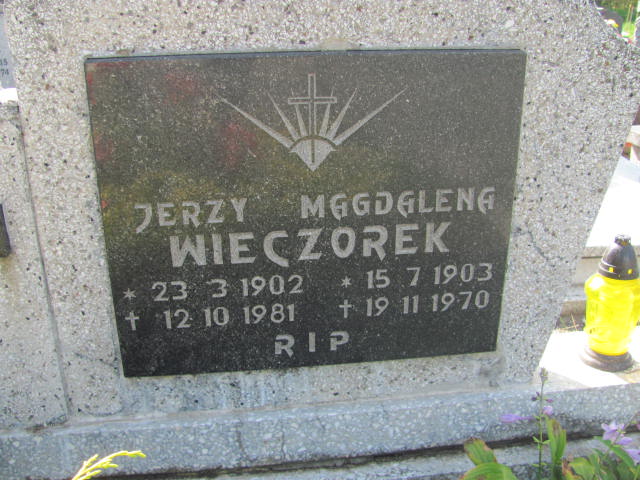 JERZY MAGDALENA
WIECZOREK
* 23 3 1902 * 15 7 1903
† 12 10 1981 † 19 11 1970
RIP